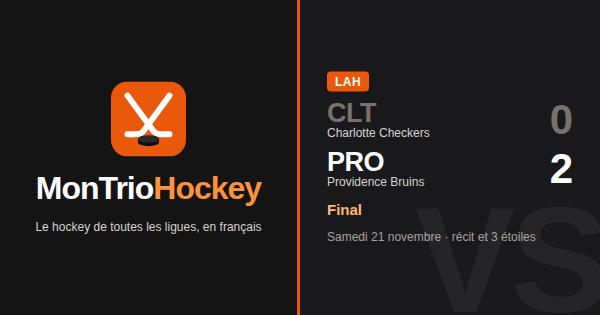 MonTrioHockey
Le hockey de toutes les ligues, en français
LAH
CLT 0
Charlotte Checkers
PRO 2
Providence Bruins
Final
Samedi 21 novembre · récit et 3 étoiles
VS